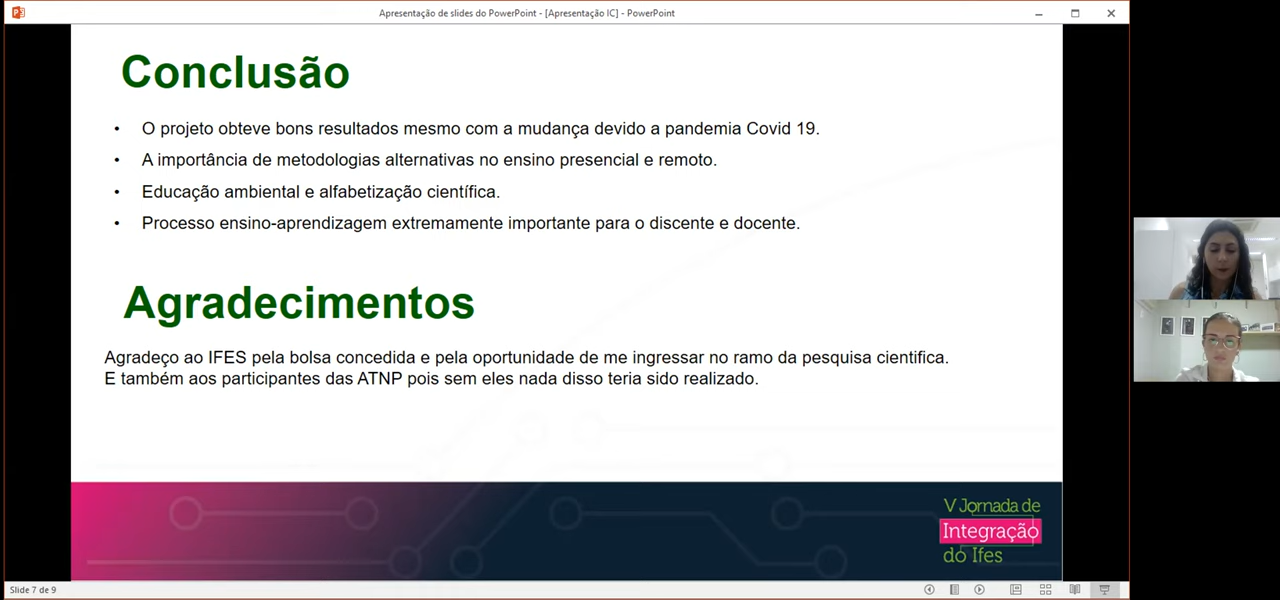 Apresentação de slides do PowerPoint - [Apresentação IC] - PowerPoint
Conclusão
• O projeto obteve bons resultados mesmo com a mudança devido a pandemia Covid 19.
• A importância de metodologias alternativas no ensino presencial e remoto.
• Educação ambiental e alfabetização científica.
• Processo ensino-aprendizagem extremamente importante para o discente e docente.
Agradecimentos
Agradeço ao IFES pela bolsa concedida e pela oportunidade de me ingressar no ramo da pesquisa cientifica.
E também aos participantes das ATNP pois sem eles nada disso teria sido realizado.
V Jornada de
Integração
do Ifes
Slide 7 de 9